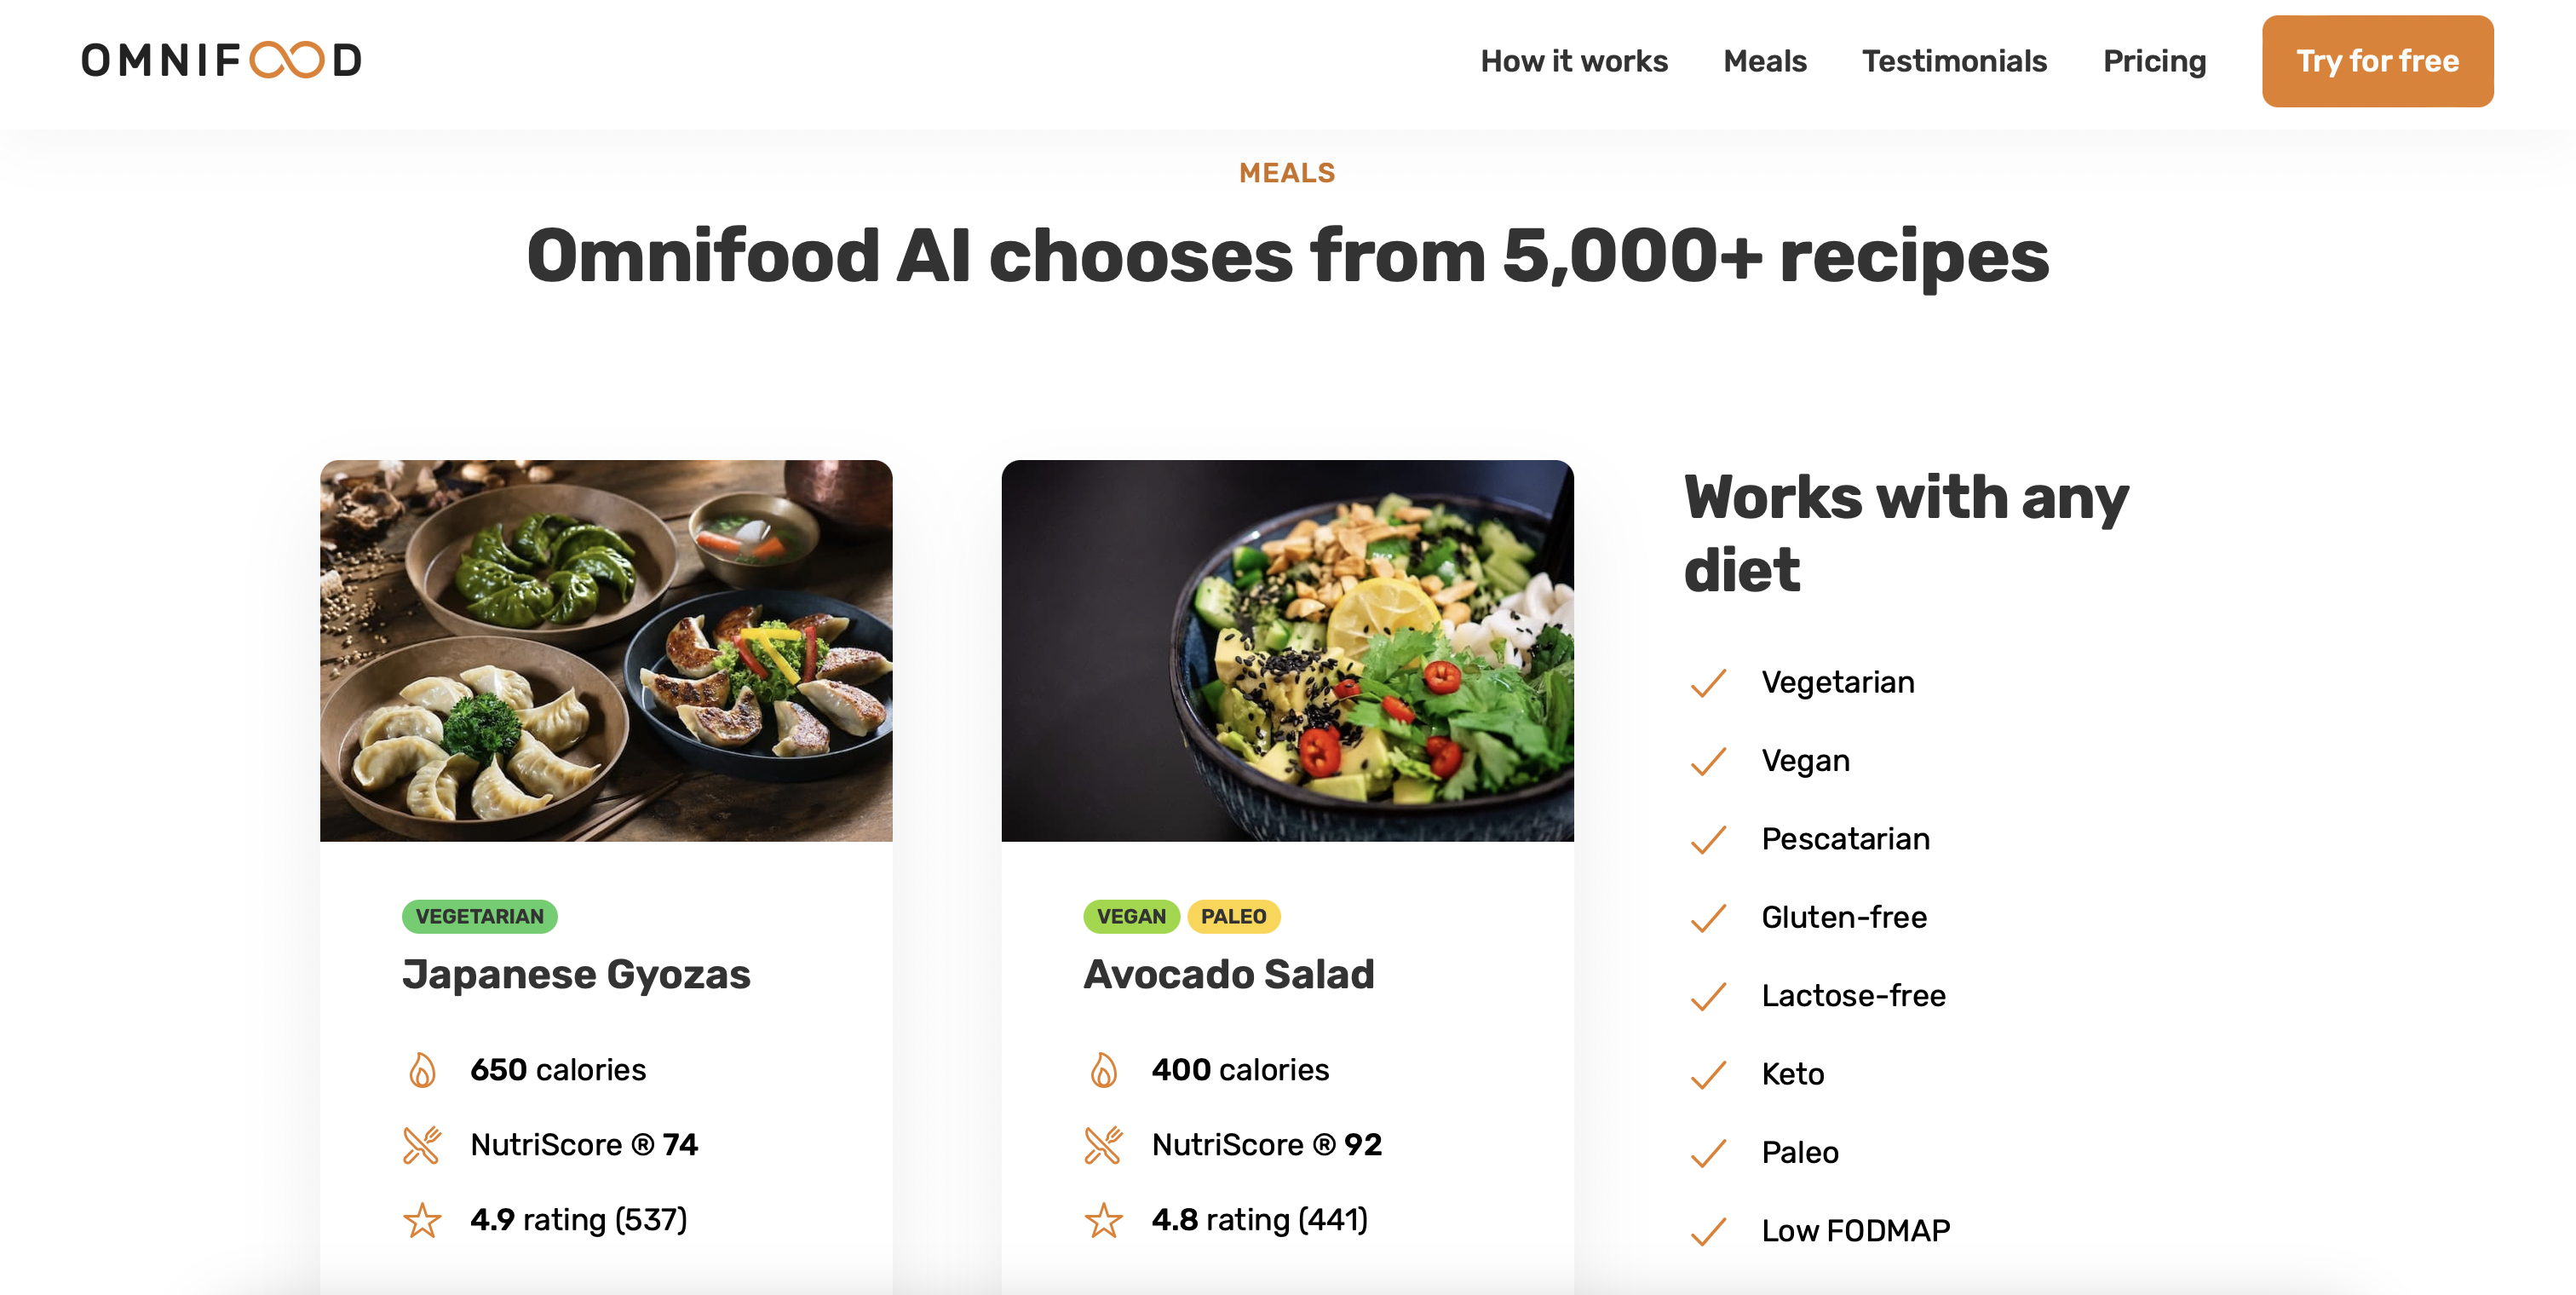 OMNIFOOD
How it works
Meals
Testimonials
Pricing
Try for free
MEALS
Omnifood AI chooses from 5,000+ recipes
VEGETARIAN
Japanese Gyozas
650 calories
NutriScore ® 74
4.9 rating (537)
VEGAN
PALEO
Avocado Salad
400 calories
NutriScore ® 92
4.8 rating (441)
Works with any
diet
Vegetarian
Vegan
Pescatarian
Gluten-free
Lactose-free
Keto
Paleo
Low FODMAP